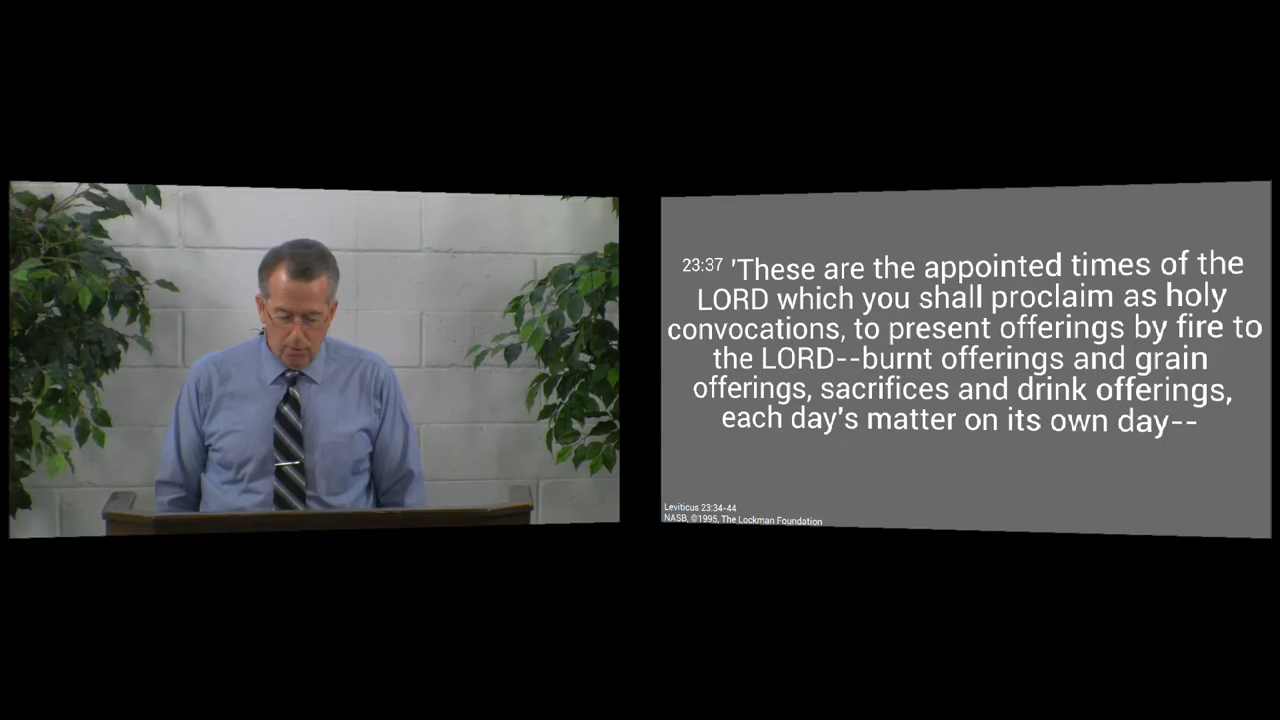 23:37 'These are the appointed times of the
LORD which you shall proclaim as holy
convocations, to present offerings by fire to
the LORD--burnt offerings and grain
offerings, sacrifices and drink offerings,
each day's matter on its own day--
Leviticus 23:34-44
NASB, ©1995, The Lockman Foundation